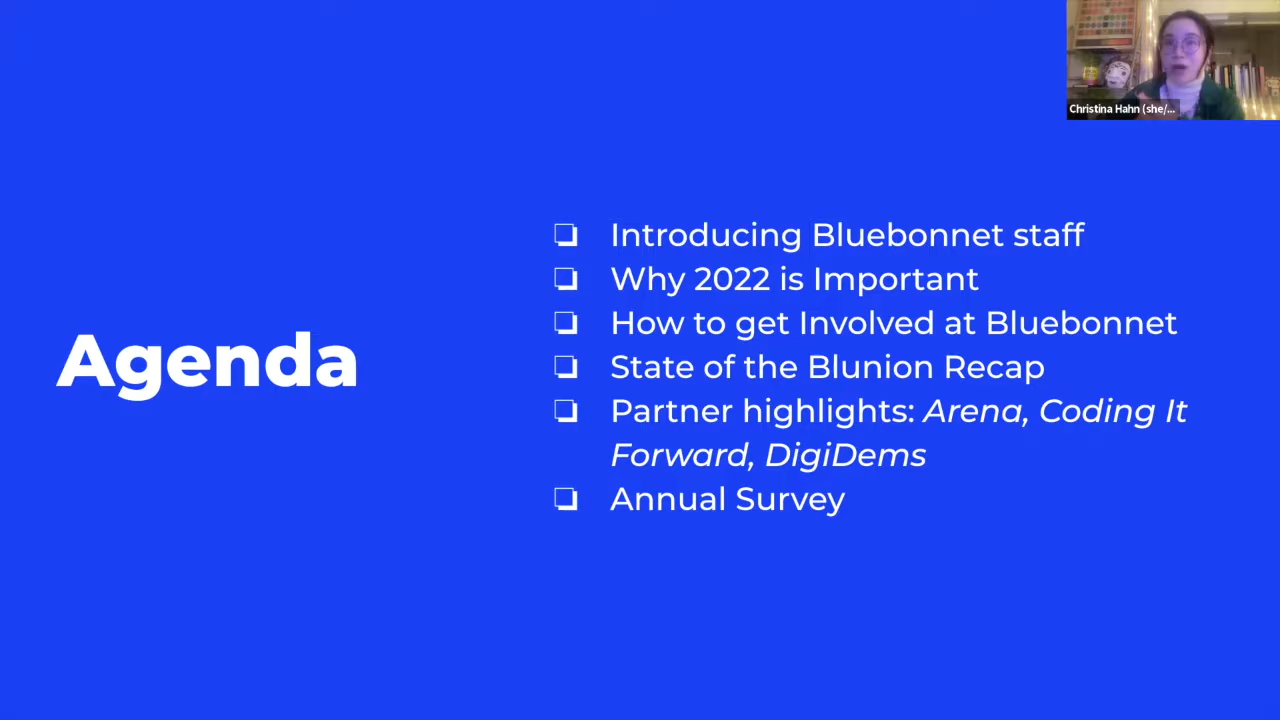 Christina Hahn (she/...
Agenda
❏ Introducing Bluebonnet staff
❏ Why 2022 is Important
❏ How to get Involved at Bluebonnet
❏ State of the Blunion Recap
❏ Partner highlights: Arena, Coding It
Forward, DigiDems
❏ Annual Survey